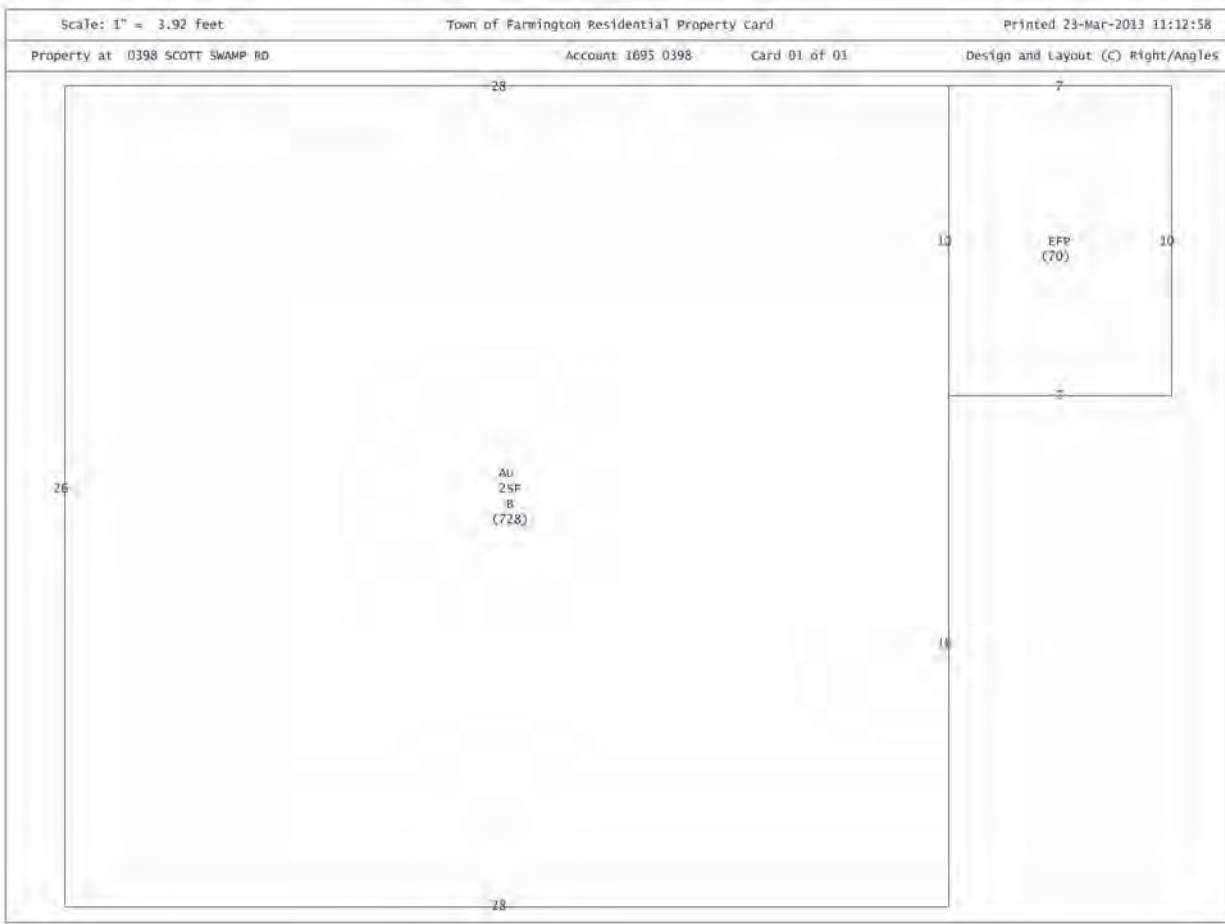 Scale: 1" = 3.92 feet
Town of Farmington Residential Property Card
Printed 23-Mar-2013 11:12:58
Property at 0398 SCOTT SWAMP RD
Account 1695 0398
Card 01 of 01
Design and Layout (C) Right/Angles
28
7
10
EFP
(70)
10
7
26
AU
2SF
B
(728)
28